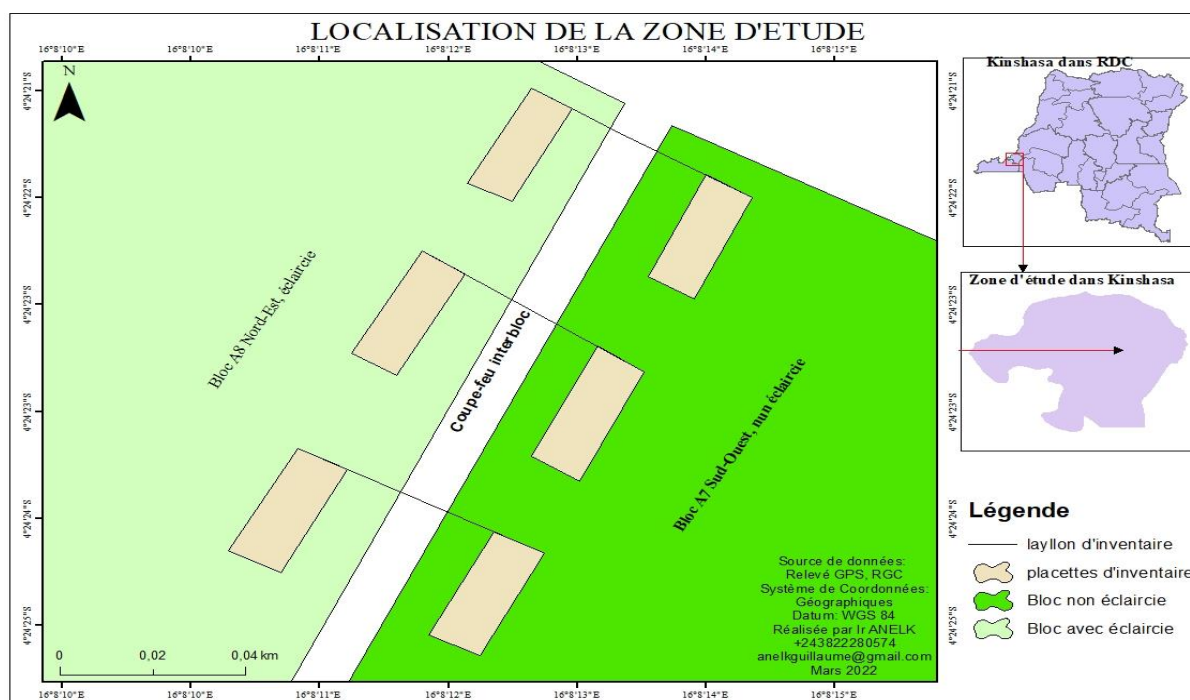 LOCALISATION DE LA ZONE D'ETUDE
16°8'10"E 16°8'10"E 16°8'11"E 16°8'12"E 16°8'13"E 16°8'14"E 16°8'15"E
N
4°24'21"S
4°24'22"S
4°24'23"S
4°24'23"S
4°24'24"S
4°24'25"S
Bloc A8 Nord-Est, éclaircie
Coupe-feu interbloc
Bloc A7 Sud-Ouest, nun éclaircie
0 0,02 0,04 km
Source de données:
Relevé GPS, RGC
Système de Coordonnées:
Géographiques
Datum: WGS 84
Réalisée par Ir ANELK
+243822280574
anelkguillaume@gmail.com
Mars 2022
16°8'10"E 16°8'10"E 16°8'11"E 16°8'12"E 16°8'13"E 16°8'14"E 16°8'15"E
4°24'21"S
4°24'22"S
4°24'23"S
4°24'23"S
4°24'24"S
4°24'25"S
Kinshasa dans RDC
Zone d'étude dans Kinshasa
Légende
layllon d'inventaire
placettes d'inventaire
Bloc non éclaircie
Bloc avec éclaircie